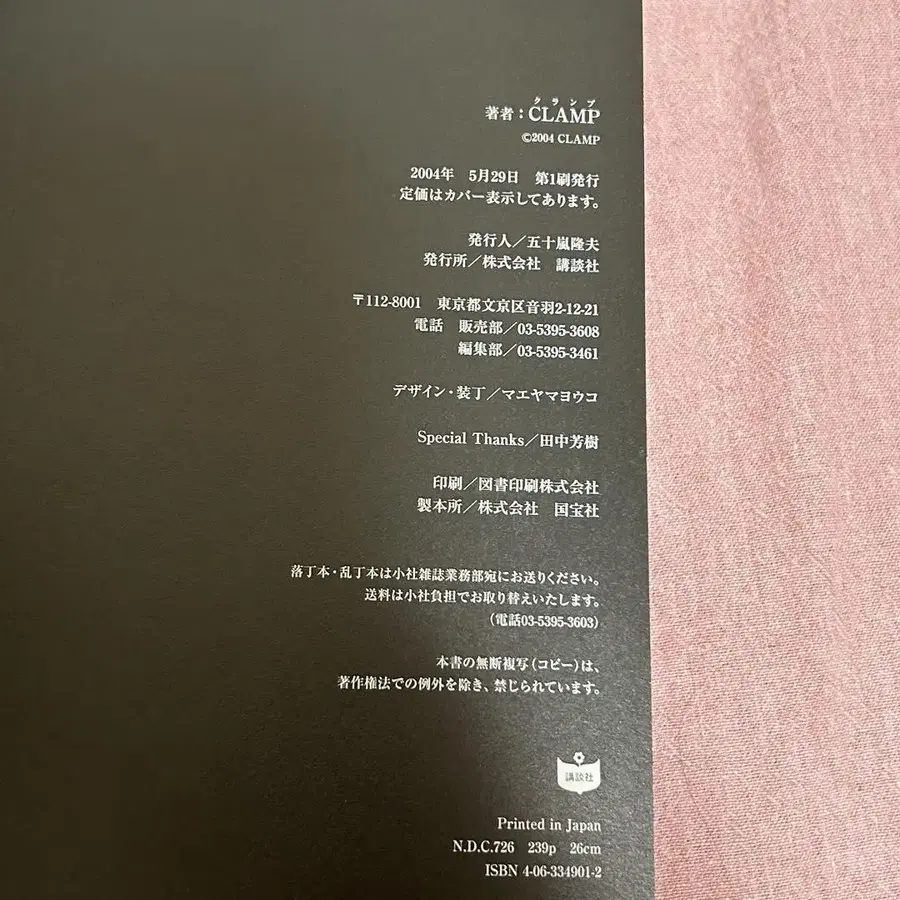 クランプ
著者：CLAMP
©2004 CLAMP
2004年　5月29日　第1刷発行
定価はカバー表示してあります。
発行人／五十嵐隆夫
発行所／株式会社　講談社
〒112-8001　東京都文京区音羽2-12-21
電話　販売部／03-5395-3608
編集部／03-5395-3461
デザイン・装丁／マエヤマヨウコ
Special Thanks／田中芳樹
印刷／図書印刷株式会社
製本所／株式会社　国宝社
落丁本・乱丁本は小社雑誌業務部宛にお送りください。
送料は小社負担でお取り替えいたします。
（電話03-5395-3603）
本書の無断複写（コピー）は、
著作権法での例外を除き、禁じられています。
講談社
Printed in Japan
N.D.C.726　239p　26cm
ISBN 4-06-334901-2